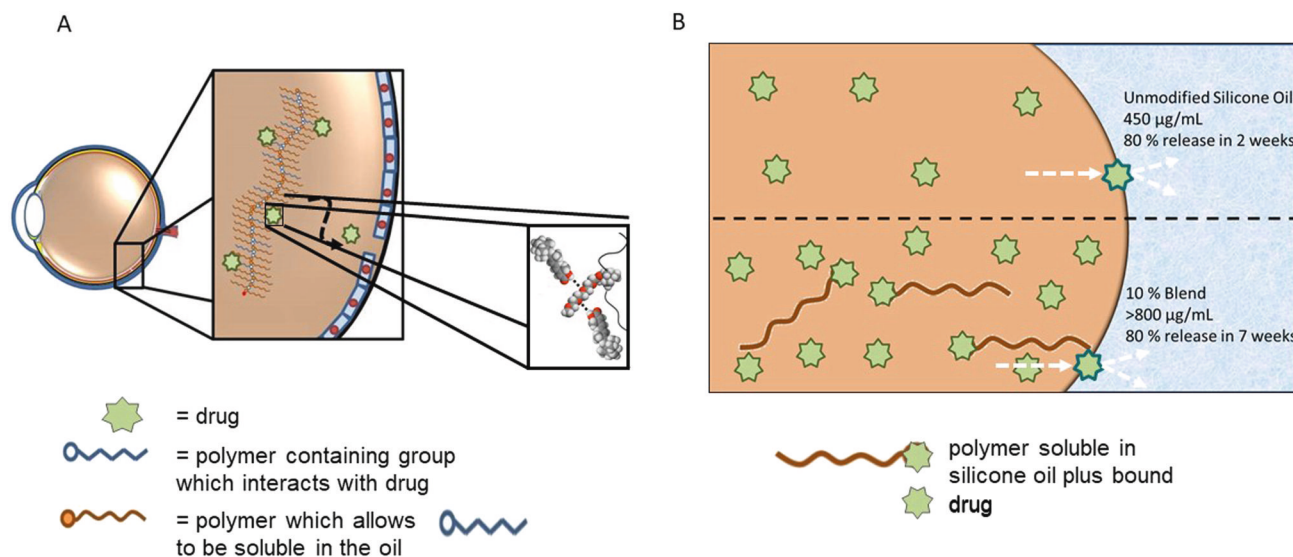 A
= drug
= polymer containing group
which interacts with drug
= polymer which allows
to be soluble in the oil
B
Unmodified Silicone Oil
450 µg/mL
80 % release in 2 weeks
10 % Blend
>800 µg/mL
80 % release in 7 weeks
polymer soluble in
silicone oil plus bound
drug